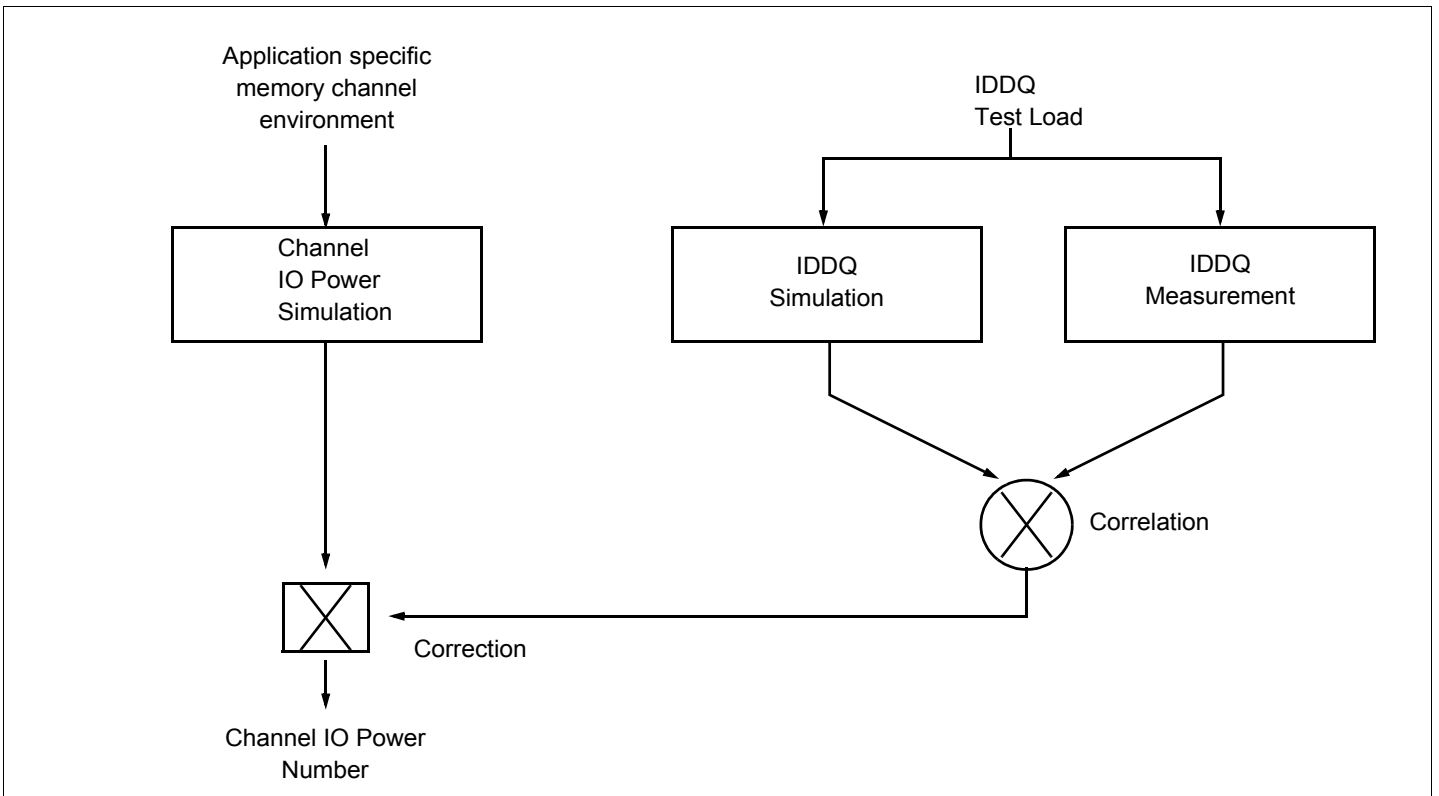 Application specific
memory channel
environment
IDDQ
Test Load
Channel
IO Power
Simulation
IDDQ
Simulation
IDDQ
Measurement
Correlation
Correction
Channel IO Power
Number